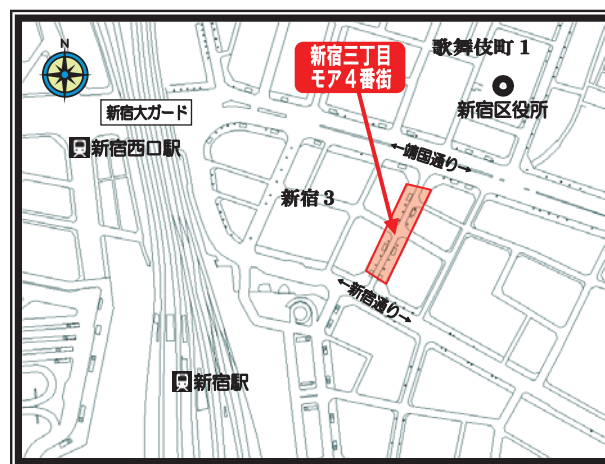 N
新宿三丁目
モア4番街
歌舞伎町1
新宿区役所
新宿大ガード
新宿西口駅
←靖国通り→
新宿3
←新宿通り→
新宿駅